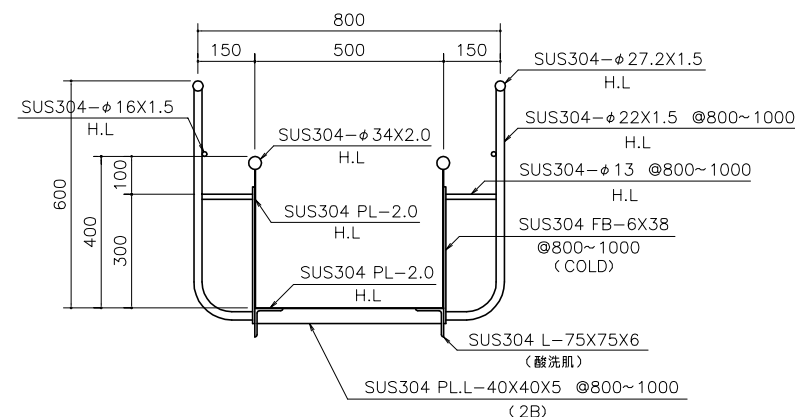 800
150
500
150
SUS304-φ27.2X1.5
H.L
SUS304-φ16X1.5
H.L
SUS304-φ22X1.5 @800~1000
H.L
SUS304-φ34X2.0
H.L
SUS304-φ13 @800~1000
H.L
600
400
100
300
SUS304 PL-2.0
H.L
SUS304 FB-6X38
@800~1000
(COLD)
SUS304 PL-2.0
H.L
SUS304 L-75X75X6
(酸洗肌)
SUS304 PL.L-40X40X5 @800~1000
(2B)